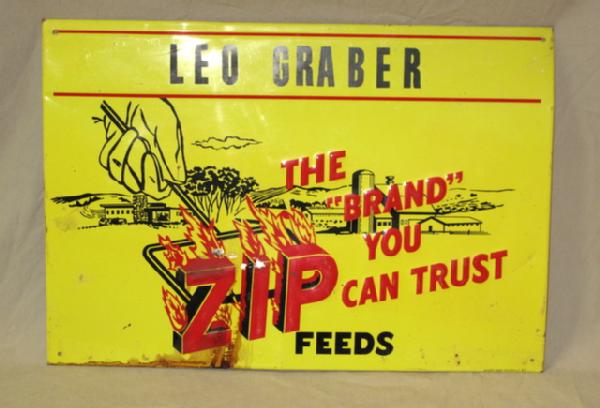 LEO GRABER
THE
"BRAND"
YOU
CAN TRUST
ZIP
FEEDS